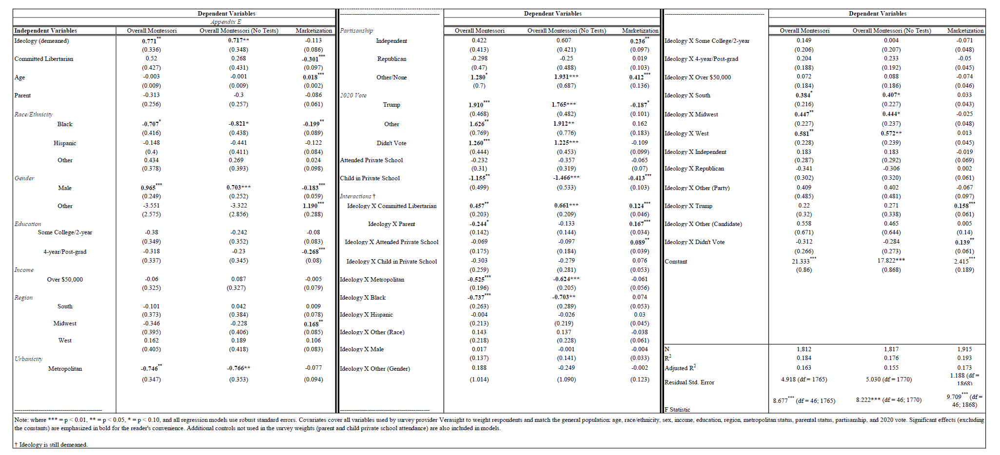 Dependent Variables
Appendix E
Independent Variables Overall Montessori Overall Montessori (No Tests) Marketization
Ideology (demeaned) 0.771** 0.717** -0.113
(0.336) (0.348) (0.086)
Committed Libertarian 0.52 0.268 -0.301***
(0.427) (0.431) (0.097)
Age -0.003 -0.001 0.018***
(0.009) (0.009) (0.002)
Parent -0.313 -0.3 -0.086
(0.256) (0.257) (0.061)
Race/Ethnicity
Black -0.707* -0.821* -0.199**
(0.416) (0.438) (0.089)
Hispanic -0.148 -0.441 -0.122
(0.4) (0.411) (0.084)
Other 0.434 0.269 0.024
(0.378) (0.393) (0.098)
Gender
Male 0.965*** 0.703*** -0.183***
(0.249) (0.252) (0.059)
Other -3.551 -3.322 1.190***
(2.575) (2.856) (0.288)
Education
Some College/2-year -0.38 -0.242 -0.08
(0.349) (0.352) (0.083)
4-year/Post-grad -0.318 -0.23 -0.268***
(0.337) (0.345) (0.08)
Income
Over $50,000 -0.06 0.087 -0.005
(0.325) (0.327) (0.079)
Region
South -0.101 0.042 0.009
(0.373) (0.384) (0.078)
Midwest -0.346 -0.228 0.168**
(0.395) (0.406) (0.085)
West 0.162 0.189 0.106
(0.405) (0.418) (0.083)
Urbanicity
Metropolitan -0.746** -0.766** -0.077
(0.347) (0.353) (0.094)
Dependent Variables
Partisanship Overall Montessori Overall Montessori (No Tests) Marketization
Independent 0.422 0.607 0.236**
(0.413) (0.421) (0.097)
Republican -0.298 -0.25 0.019
(0.47) (0.488) (0.103)
Other/None 1.280* 1.931*** 0.412***
(0.7) (0.687) (0.136)
2020 Vote
Trump 1.910*** 1.765*** -0.187*
(0.468) (0.482) (0.101)
Other 1.626** 1.912** 0.162
(0.769) (0.776) (0.183)
Didn't Vote 1.260*** 1.225*** -0.109
(0.444) (0.453) (0.099)
Attended Private School -0.232 -0.357 -0.065
(0.31) (0.319) (0.07)
Child in Private School -1.155** -1.466*** -0.413***
(0.499) (0.533) (0.103)
Interactions †
Ideology X Committed Libertarian 0.457** 0.661*** 0.124***
(0.203) (0.209) (0.046)
Ideology X Parent -0.244* -0.133 0.167***
(0.142) (0.144) (0.034)
Ideology X Attended Private School -0.069 -0.097 0.089**
(0.175) (0.184) (0.039)
Ideology X Child in Private School -0.303 -0.279 0.076
(0.259) (0.281) (0.053)
Ideology X Metropolitan -0.525*** -0.624*** -0.061
(0.196) (0.205) (0.056)
Ideology X Black -0.737*** -0.703** 0.074
(0.263) (0.289) (0.053)
Ideology X Hispanic -0.004 -0.026 0.03
(0.213) (0.219) (0.045)
Ideology X Other (Race) 0.143 0.137 -0.038
(0.218) (0.228) (0.061)
Ideology X Male 0.017 -0.001 -0.004
(0.137) (0.141) (0.033)
Ideology X Other (Gender) 0.188 -0.249 -0.002
(1.014) (1.090) (0.123)
Dependent Variables
Overall Montessori Overall Montessori (No Tests) Marketization
Ideology X Some College/2-year 0.149 0.004 -0.071
(0.206) (0.207) (0.048)
Ideology X 4-year/Post-grad 0.204 0.233 -0.05
(0.188) (0.192) (0.045)
Ideology X Over $50,000 0.072 0.088 -0.074
(0.184) (0.186) (0.046)
Ideology X South 0.384* 0.407* 0.033
(0.216) (0.227) (0.043)
Ideology X Midwest 0.447** 0.444* -0.025
(0.227) (0.237) (0.048)
Ideology X West 0.581** 0.572** 0.013
(0.228) (0.239) (0.045)
Ideology X Independent 0.183 0.183 -0.019
(0.287) (0.292) (0.069)
Ideology X Republican -0.341 -0.306 0.002
(0.302) (0.320) (0.061)
Ideology X Other (Party) 0.409 0.402 -0.067
(0.485) (0.481) (0.097)
Ideology X Trump 0.22 0.271 0.158***
(0.32) (0.338) (0.061)
Ideology X Other (Candidate) 0.558 0.465 0.005
(0.671) (0.644) (0.14)
Ideology X Didn't Vote -0.312 -0.284 0.139**
(0.266) (0.273) (0.061)
Constant 21.333*** 17.822*** 2.415***
(0.86) (0.868) (0.189)
N 1,812 1,817 1,915
R2 0.184 0.176 0.193
Adjusted R2 0.163 0.155 0.173
Residual Std. Error 4.918 (df = 1765) 5.030 (df = 1770) 1.188 (df = 1868)
F Statistic 8.677*** (df = 46; 1765) 8.222*** (df = 46; 1770) 9.709*** (df = 46; 1868)
Note: where *** = p < 0.01, ** = p < 0.05, * = p < 0.10, and all regression models use robust standard errors. Covariates cover all variables used by survey provider Verasight to weight respondents and match the general population: age, race/ethnicity, sex, income, education, region, metropolitan status, parental status, partisanship, and 2020 vote. Significant effects (excluding
the constants) are emphasized in bold for the reader's convenience. Additional controls not used in the survey weights (parent and child private school attendance) are also included in models.
† Ideology is still demeaned.